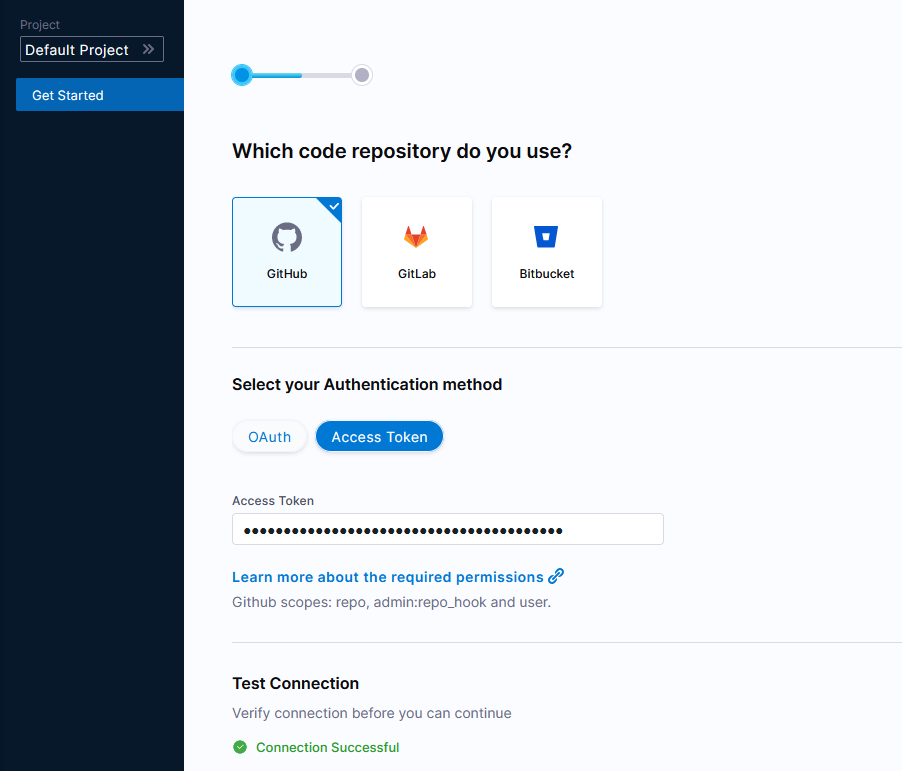 Project
Default Project
Get Started
Which code repository do you use?
GitHub
GitLab
Bitbucket
Select your Authentication method
OAuth
Access Token
Access Token
Learn more about the required permissions
Github scopes: repo, admin:repo_hook and user.
Test Connection
Verify connection before you can continue
Connection Successful